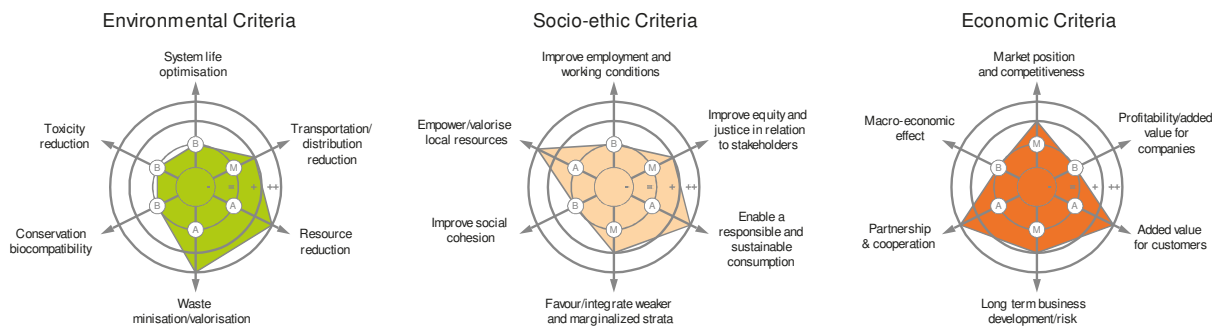 Environmental Criteria
System life
optimisation
Toxicity
reduction
Transportation/
distribution
reduction
B
B
M
- = + ++
B
A
A
Conservation
biocompatibility
Resource
reduction
Waste
minisation/valorisation
Socio-ethic Criteria
Improve employment and
working conditions
Empower/valorise
local resources
Improve equity and
justice in relation
to stakeholders
B
A
M
- = + ++
B
A
M
Improve social
cohesion
Enable a
responsible and
sustainable
consumption
Favour/integrate weaker
and marginalized strata
Economic Criteria
Market position
and competitiveness
Macro-economic
effect
Profitability/added
value for
companies
M
B
B
- = + ++
A
A
M
Partnership
& cooperation
Added value
for customers
Long term business
development/risk